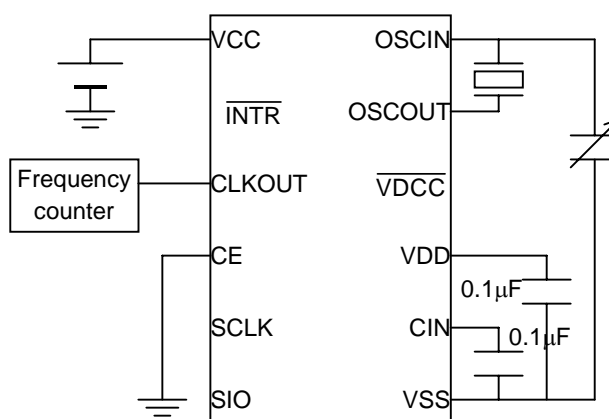 VCC
OSCIN
INTR
OSCOUT
Frequency
counter
CLKOUT
VDCC
CE
VDD
0.1μF
SCLK
CIN
0.1μF
SIO
VSS